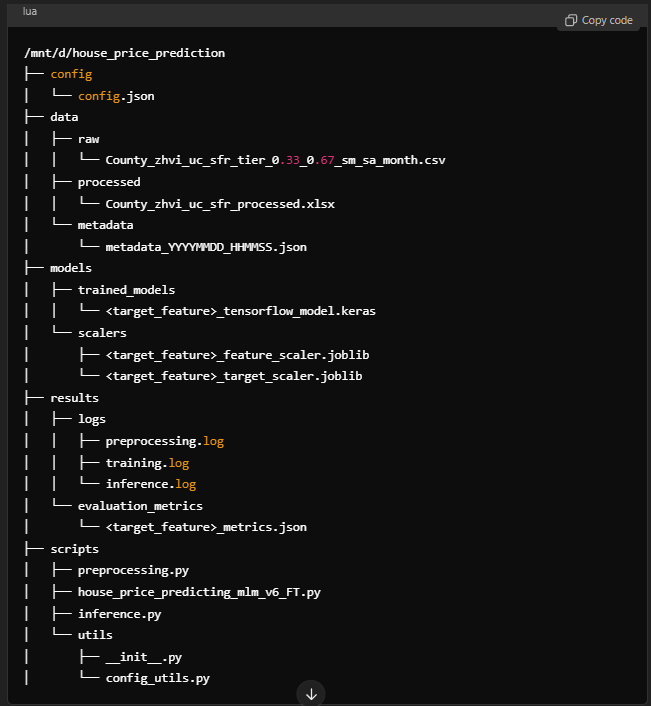 lua
Copy code
/mnt/d/house_price_prediction
├── config
│   └── config.json
├── data
│   ├── raw
│   │   └── County_zhvi_uc_sfr_tier_0.33_0.67_sm_sa_month.csv
│   ├── processed
│   │   └── County_zhvi_uc_sfr_processed.xlsx
│   └── metadata
│       └── metadata_YYYYMMDD_HHMMSS.json
├── models
│   ├── trained_models
│   │   └── <target_feature>_tensorflow_model.keras
│   └── scalers
│       ├── <target_feature>_feature_scaler.joblib
│       └── <target_feature>_target_scaler.joblib
├── results
│   ├── logs
│   │   ├── preprocessing.log
│   │   ├── training.log
│   │   └── inference.log
│   └── evaluation_metrics
│       └── <target_feature>_metrics.json
├── scripts
│   ├── preprocessing.py
│   ├── house_price_predicting_mlm_v6_FT.py
│   ├── inference.py
│   └── utils
│       ├── __init__.py
│       └── config_utils.py